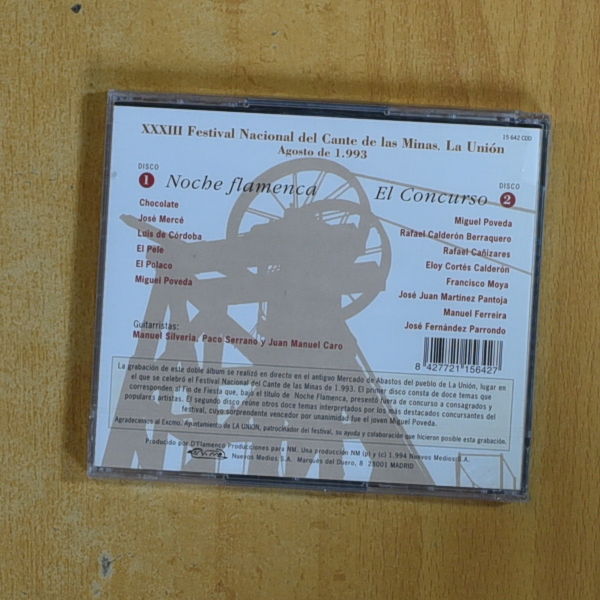 XXXIII Festival Nacional del Cante de las Minas. La Unión
15 642 CDD
Agosto de 1.993
DISCO
1 Noche flamenca
Chocolate
José Mercé
Luis de Córdoba
El Pele
El Polaco
Miguel Poveda
El Concurso
DISCO
2
Miguel Poveda
Rafael Calderón Berraquero
Rafael Cañizares
Eloy Cortés Calderón
Francisco Moya
José Juan Martínez Pantoja
Manuel Ferreira
José Fernández Parrondo
Guitarristas:
Manuel Silveria, Paco Serrano y Juan Manuel Caro
8 427721 156427
La grabación de este doble álbum se realizó en directo en el antiguo Mercado de Abastos del pueblo de La Unión, lugar en
el que se celebró el Festival Nacional del Cante de las Minas de 1.993. El primer disco consta de doce temas que
corresponden al Fin de Fiesta que, bajo el título de Noche Flamenca, presentó fuera de concurso a consagrados y
populares artistas. El segundo disco reúne otros doce temas interpretados por los más destacados concursantes del
festival, cuyo sorprendente vencedor por unanimidad fue el joven Miguel Poveda.
Agradecemos al Excmo. Ayuntamiento de LA UNION, patrocinador del festival, su ayuda y colaboración que hicieron posible esta grabación.
Producido por D'Flamenco Producciones para NM. Una producción NM (p) y (c) 1.994 Nuevos Medios S.A.
Nuevos Medios S.A. Marqués del Duero, 8 28001 MADRID